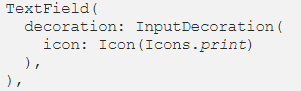 TextField(
  decoration: InputDecoration(
    icon: Icon(Icons.print)
  ),
),